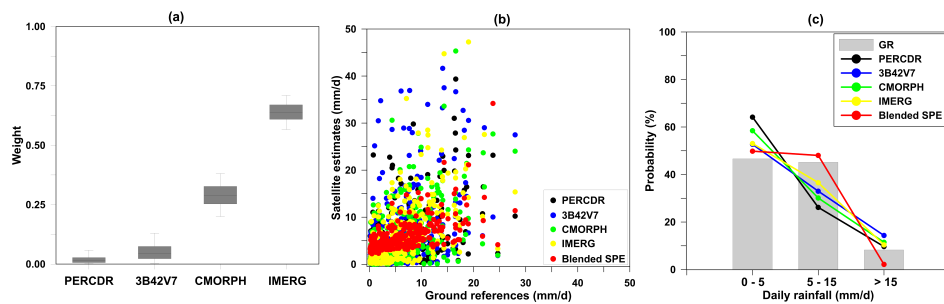 (a)
Weight
1.00
0.75
0.50
0.25
0.00
PERCDR
3B42V7
CMORPH
IMERG
(b)
Satellite estimates (mm/d)
50
40
30
20
10
0
0
10
20
30
40
50
Ground references (mm/d)
PERCDR
3B42V7
CMORPH
IMERG
Blended SPE
(c)
Probability (%)
100
80
60
40
20
0
0 - 5
5 - 15
> 15
Daily rainfall (mm/d)
GR
PERCDR
3B42V7
CMORPH
IMERG
Blended SPE